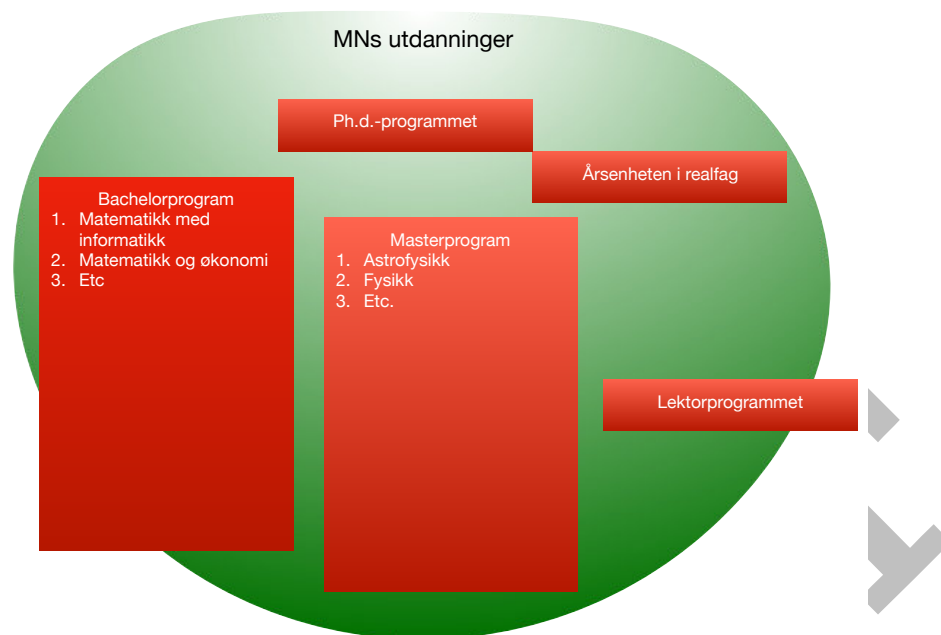 MNs utdanninger
Ph.d.-programmet
Årsenheten i realfag
Bachelorprogram
1. Matematikk med
informatikk
2. Matematikk og økonomi
3. Etc
Masterprogram
1. Astrofysikk
2. Fysikk
3. Etc.
Lektorprogrammet